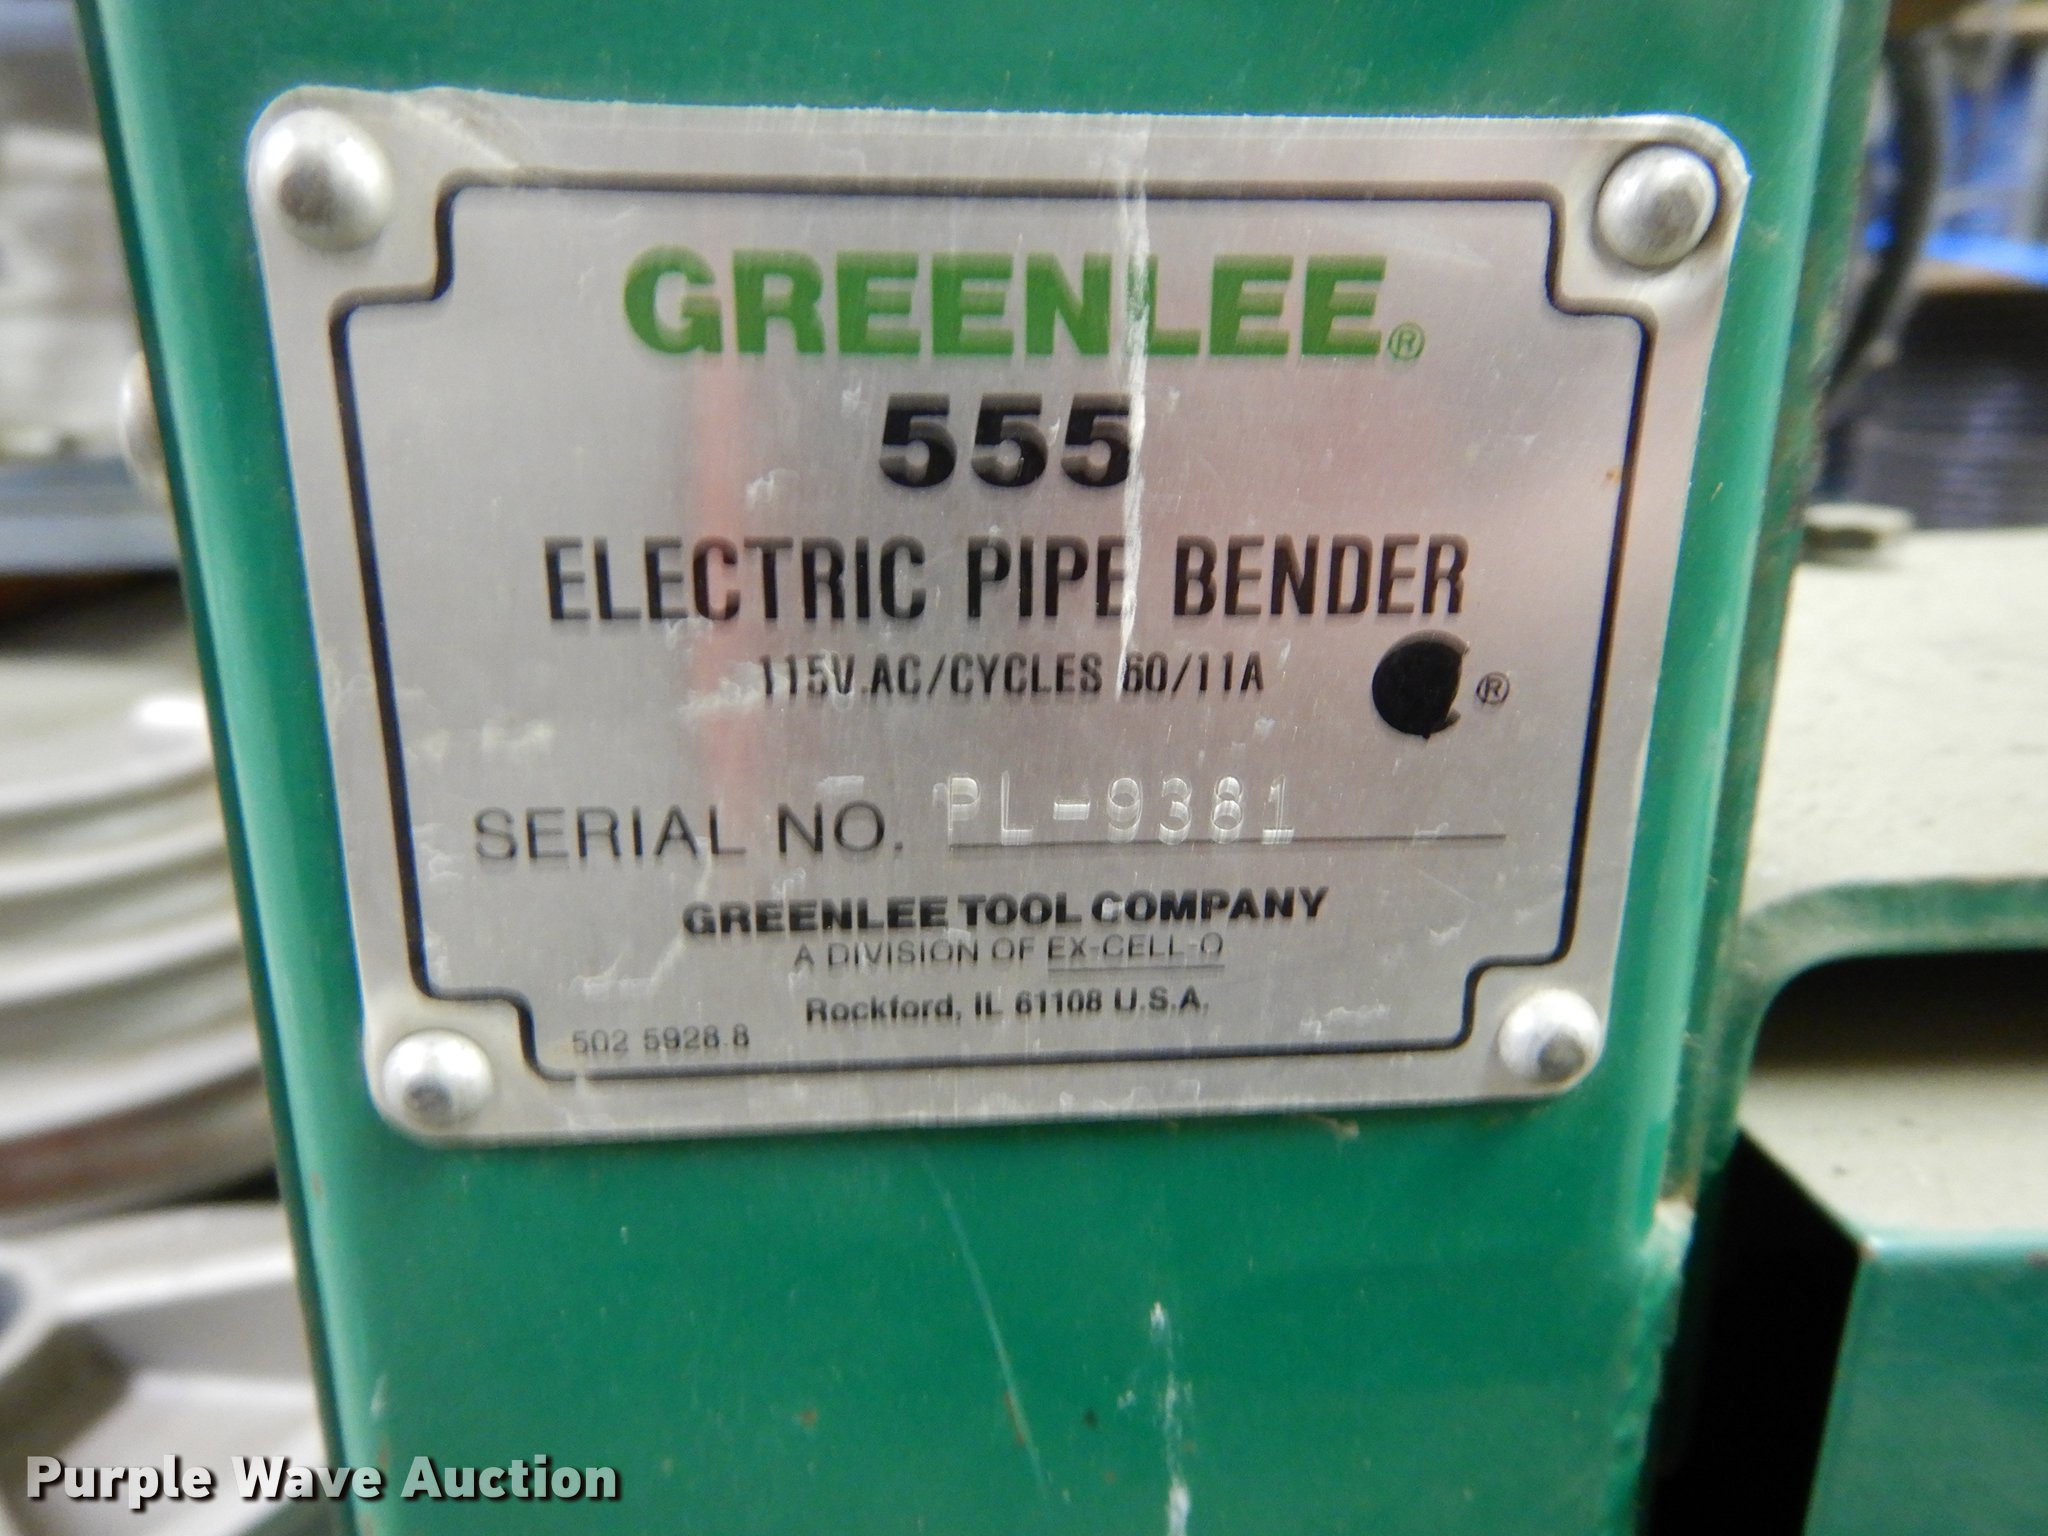 GREENLEE®
555
ELECTRIC PIPE BENDER
115V.AC/CYCLES 60/11A
®
SERIAL NO. PL-9381
GREENLEE TOOL COMPANY
A DIVISION OF EX-CELL-O
Rockford, IL 61108 U.S.A.
502 5928.8
Purple Wave Auction